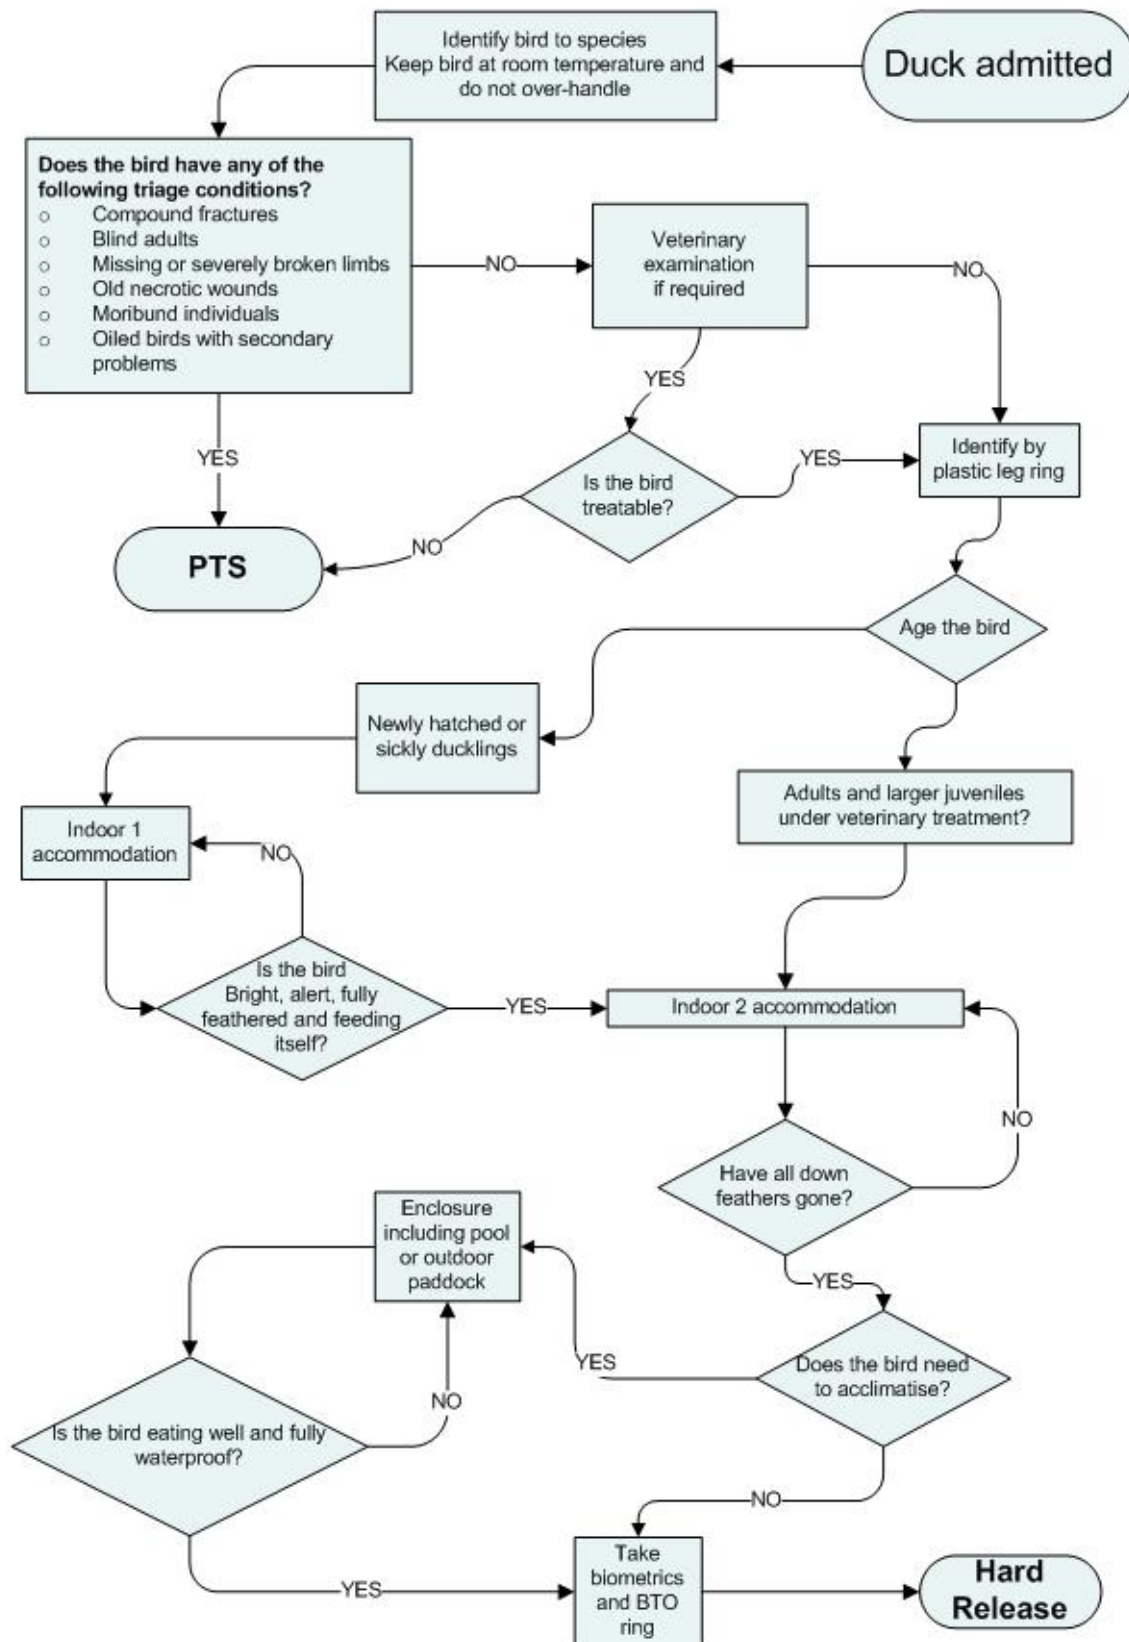 Duck admitted
Identify bird to species
Keep bird at room temperature and
do not over-handle
Does the bird have any of the
following triage conditions?
o Compound fractures
o Blind adults
o Missing or severely broken limbs
o Old necrotic wounds
o Moribund individuals
o Oiled birds with secondary
problems
NO
Veterinary
examination
if required
NO
YES
YES
Is the bird
treatable?
YES
Identify by
plastic leg ring
NO
PTS
Age the bird
Newly hatched or
sickly ducklings
Adults and larger juveniles
under veterinary treatment?
Indoor 1
accommodation
NO
Is the bird
Bright, alert, fully
feathered and feeding
itself?
YES
Indoor 2 accommodation
NO
Have all down
feathers gone?
YES
Enclosure
including pool
or outdoor
paddock
YES
Does the bird need
to acclimatise?
NO
Is the bird eating well and fully
waterproof?
NO
YES
Take
biometrics
and BTO
ring
Hard
Release